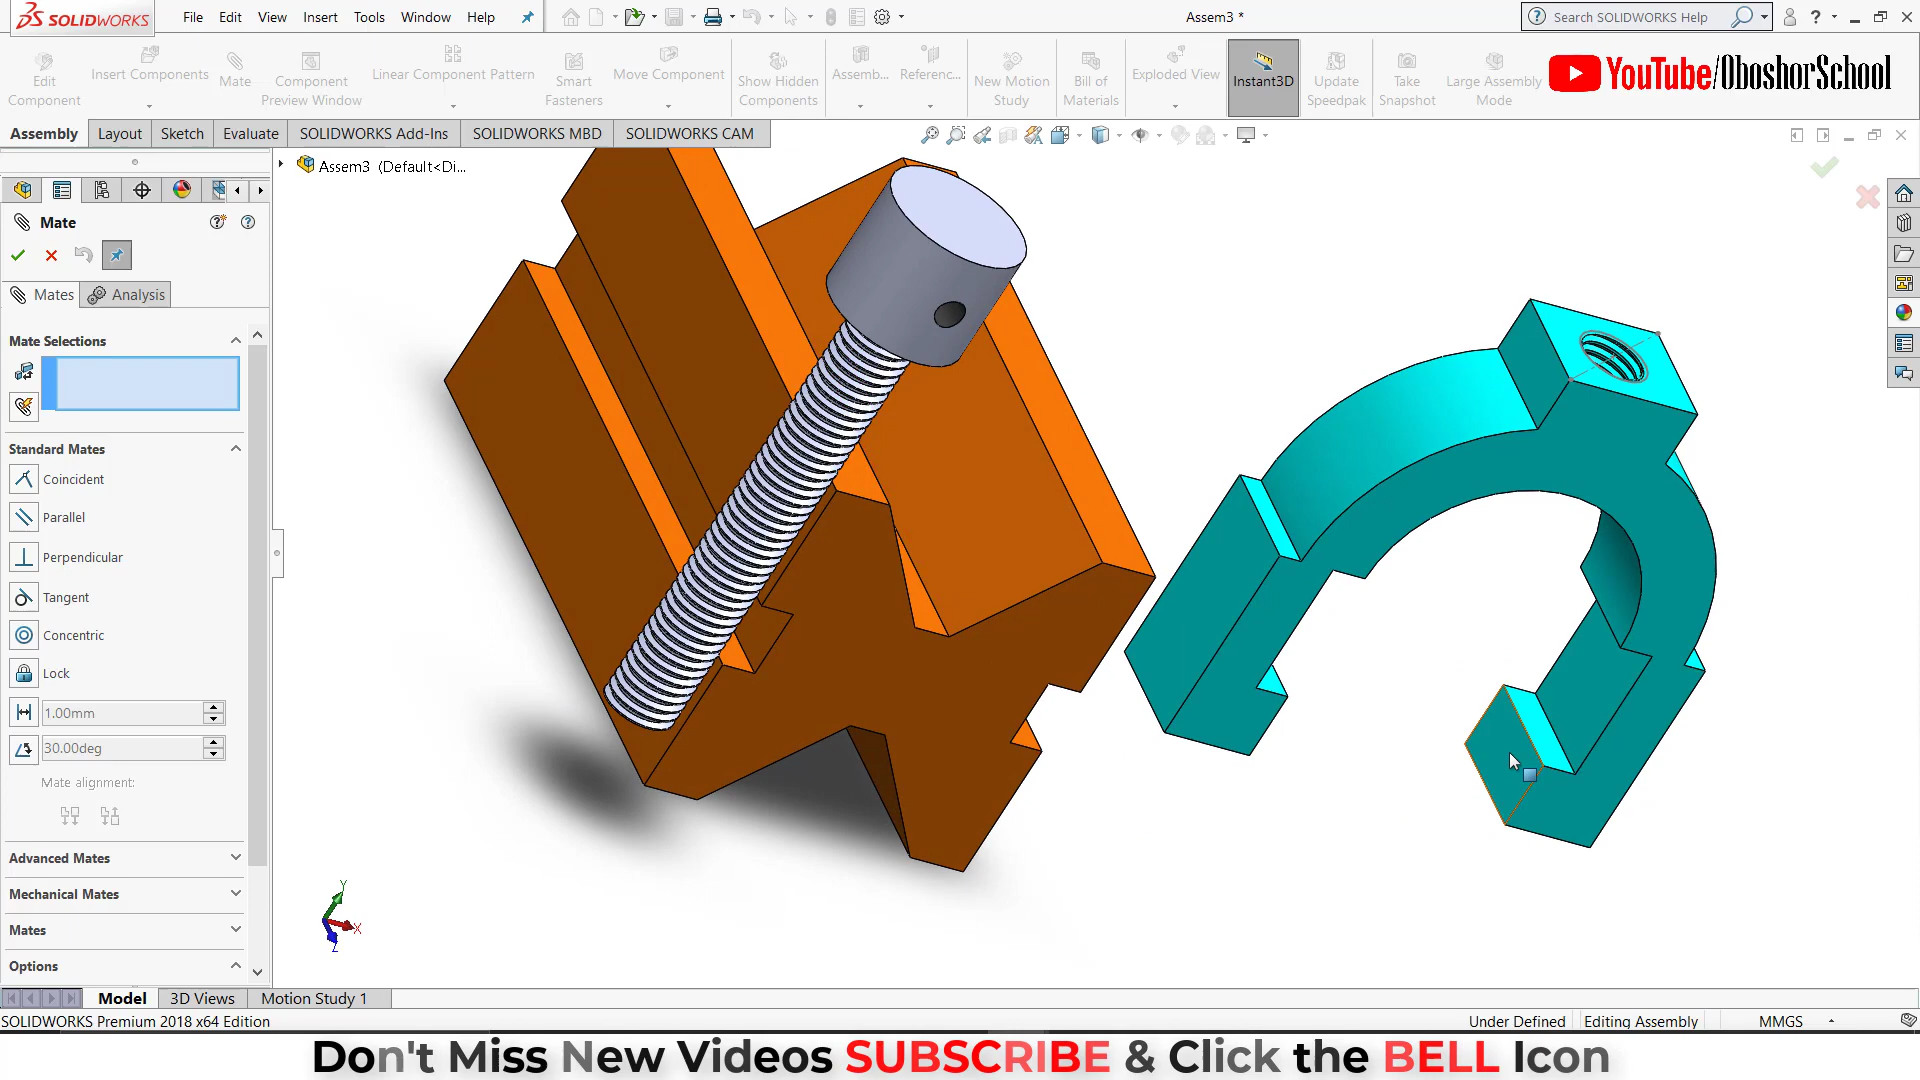 SOLIDWORKS
File Edit View Insert Tools Window Help
Assem3 *
Search SOLIDWORKS Help
Edit Component
Insert Components
Mate
Component Preview Window
Linear Component Pattern
Smart Fasteners
Move Component
Show Hidden Components
Assemb...
Referenc...
New Motion Study
Bill of Materials
Exploded View
Instant3D
Update Speedpak
Take Snapshot
Large Assembly Mode
YouTube/OboshorSchool
Assembly Layout Sketch Evaluate SOLIDWORKS Add-Ins SOLIDWORKS MBD SOLIDWORKS CAM
Assem3 (Default<Di...
Mate
Mates Analysis
Mate Selections
Standard Mates
Coincident
Parallel
Perpendicular
Tangent
Concentric
Lock
1.00mm
30.00deg
Mate alignment:
Advanced Mates
Mechanical Mates
Mates
Options
Y
X
Z
Model 3D Views Motion Study 1
SOLIDWORKS Premium 2018 x64 Edition
Under Defined Editing Assembly MMGS
Don't Miss New Videos SUBSCRIBE & Click the BELL Icon